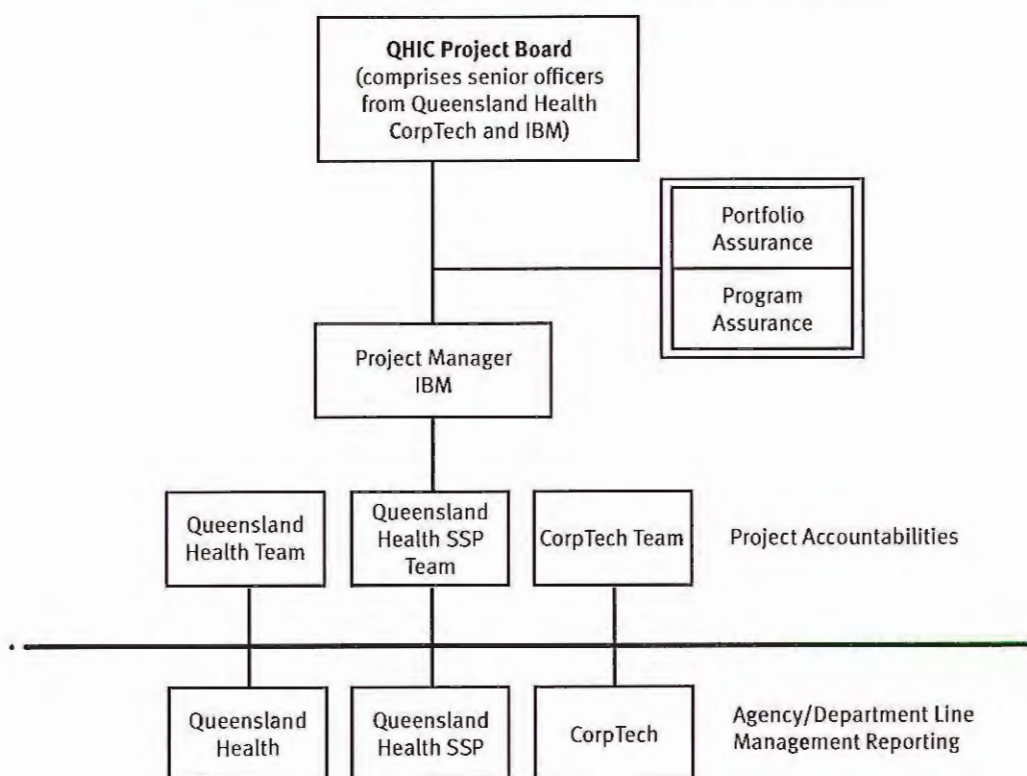 QHIC Project Board
(comprises senior officers
from Queensland Health
CorpTech and IBM)
Portfolio
Assurance
Program
Assurance
Project Manager
IBM
Queensland
Health Team
Queensland
Health SSP
Team
CorpTech Team
Project Accountabilities
Queensland
Health
Queensland
Health SSP
CorpTech
Agency/Department Line
Management Reporting